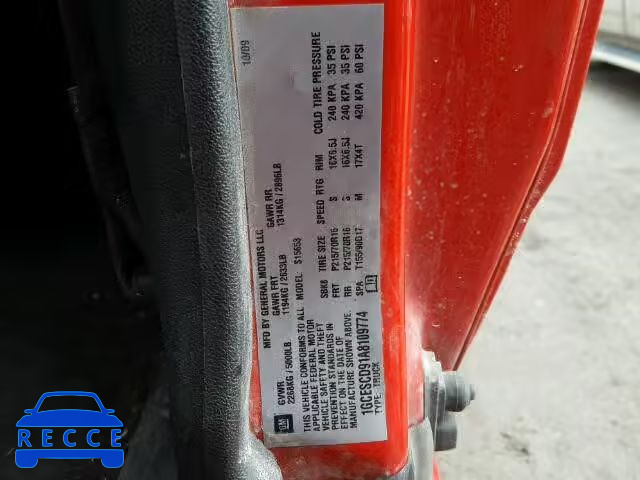 10/09
MFD BY GENERAL MOTORS LLC
GVWR GAWR FRT GAWR RR
2268KG / 5000LB 1194KG / 2633LB 1314KG / 2896LB
THIS VEHICLE CONFORMS TO ALL
APPLICABLE FEDERAL MOTOR
VEHICLE SAFETY AND THEFT
PREVENTION STANDARDS IN
EFFECT ON THE DATE OF
MANUFACTURE SHOWN ABOVE.
1GCESCD91A8109774
TYPE: TRUCK
MODEL S15653
SBK8 TIRE SIZE SPEED RTG RIM COLD TIRE PRESSURE
FRT P215/70R16 S 16X6.5J 240 KPA 35 PSI
RR P215/70R16 S 16X6.5J 240 KPA 35 PSI
SPA T155/90D17 M 17X4T 420 KPA 60 PSI
GM
RECCE